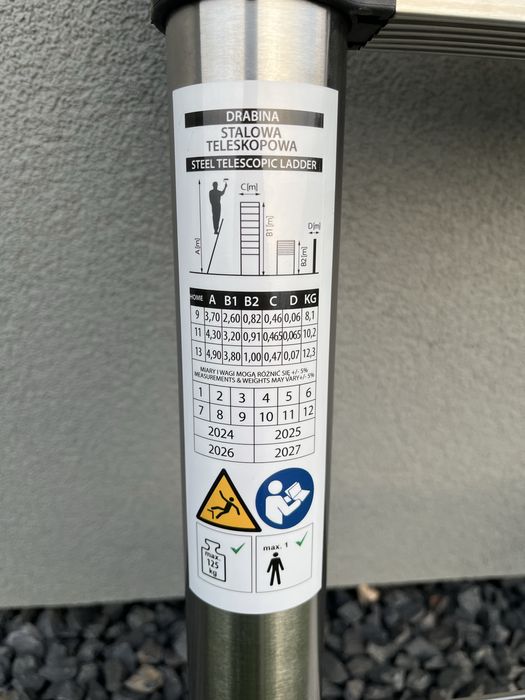 DRABINA
STALOWA
TELESKOPOWA
STEEL TELESCOPIC LADDER
C[m]
D[m]
A[m]
B1[m]
B2[m]
HOME A B1 B2 C D KG
9 3,70 2,60 0,82 0,46 0,06 8,1
11 4,30 3,20 0,91 0,465 0,065 10,2
13 4,90 3,80 1,00 0,47 0,07 12,3
MIARY I WAGI MOGĄ RÓŻNIC SIĘ +/- 5%
MEASUREMENTS & WEIGHTS MAY VARY+/- 5%
1 2 3 4 5 6
7 8 9 10 11 12
2024 2025
2026 2027
max.
125
kg
max. 1